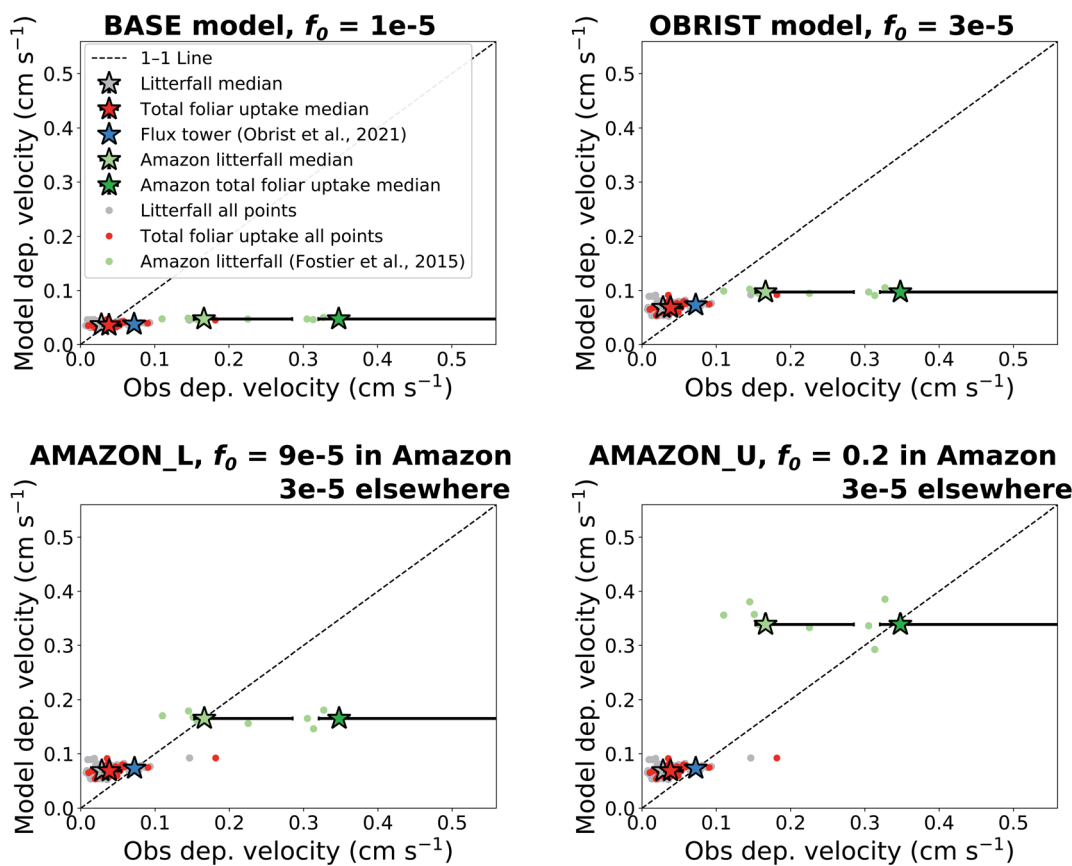 BASE model, f₀ = 1e-5
Model dep. velocity (cm s⁻¹)
0.5
0.4
0.3
0.2
0.1
0.0
1–1 Line
Litterfall median
Total foliar uptake median
Flux tower (Obrist et al., 2021)
Amazon litterfall median
Amazon total foliar uptake median
Litterfall all points
Total foliar uptake all points
Amazon litterfall (Fostier et al., 2015)
0.0 0.1 0.2 0.3 0.4 0.5
Obs dep. velocity (cm s⁻¹)
OBRIST model, f₀ = 3e-5
Model dep. velocity (cm s⁻¹)
0.5
0.4
0.3
0.2
0.1
0.0
0.0 0.1 0.2 0.3 0.4 0.5
Obs dep. velocity (cm s⁻¹)
AMAZON_L, f₀ = 9e-5 in Amazon
3e-5 elsewhere
Model dep. velocity (cm s⁻¹)
0.5
0.4
0.3
0.2
0.1
0.0
0.0 0.1 0.2 0.3 0.4 0.5
Obs dep. velocity (cm s⁻¹)
AMAZON_U, f₀ = 0.2 in Amazon
3e-5 elsewhere
Model dep. velocity (cm s⁻¹)
0.5
0.4
0.3
0.2
0.1
0.0
0.0 0.1 0.2 0.3 0.4 0.5
Obs dep. velocity (cm s⁻¹)